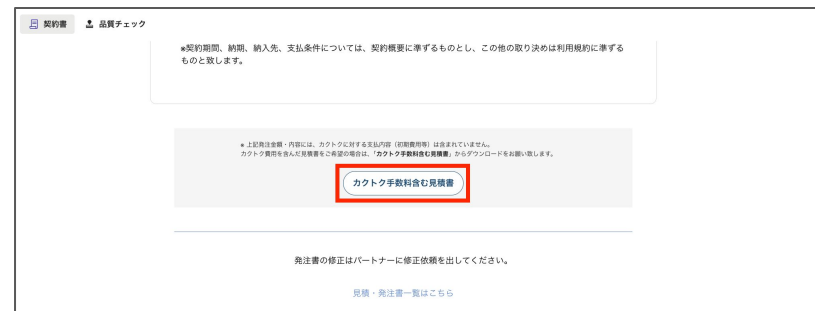 契約書 品質チェック
※契約期間、納期、納入先、支払条件については、契約概要に準ずるものとし、この他の取り決めは利用規約に準ずる
ものと致します。
※ 上記発注金額・内容には、カクトクに対する支払内容（初期費用等）は含まれていません。
カクトク費用を含んだ見積書をご希望の場合は、「カクトク手数料含む見積書」からダウンロードをお願い致します。
カクトク手数料含む見積書
発注書の修正はパートナーに修正依頼を出してください。
見積・発注書一覧はこちら